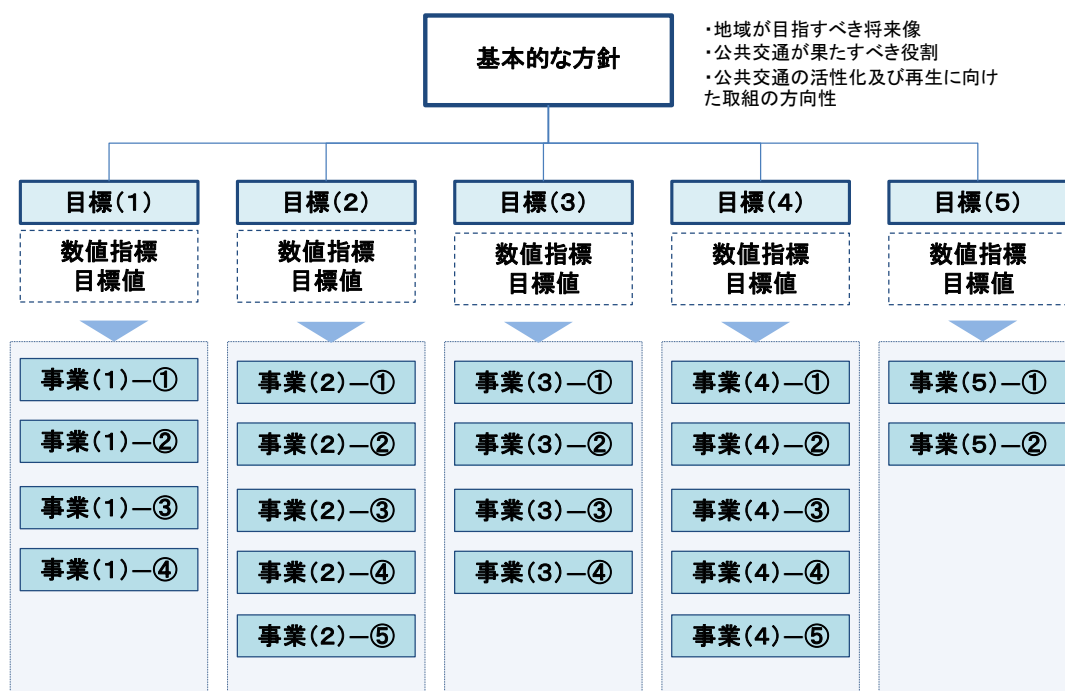 基本的な方針
・地域が目指すべき将来像
・公共交通が果たすべき役割
・公共交通の活性化及び再生に向け
た取組の方向性
目標(1)
数値指標
目標値
事業(1)―①
事業(1)―②
事業(1)―③
事業(1)―④
目標(2)
数値指標
目標値
事業(2)―①
事業(2)―②
事業(2)―③
事業(2)―④
事業(2)―⑤
目標(3)
数値指標
目標値
事業(3)―①
事業(3)―②
事業(3)―③
事業(3)―④
目標(4)
数値指標
目標値
事業(4)―①
事業(4)―②
事業(4)―③
事業(4)―④
事業(4)―⑤
目標(5)
数値指標
目標値
事業(5)―①
事業(5)―②